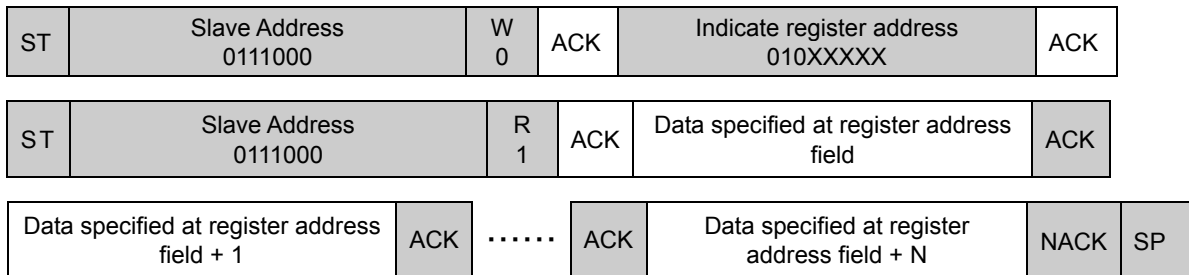 ST Slave Address 0111000 W 0 ACK Indicate register address 010XXXXX ACK
ST Slave Address 0111000 R 1 ACK Data specified at register address field ACK
Data specified at register address field + 1 ACK ...... ACK Data specified at register address field + N NACK SP